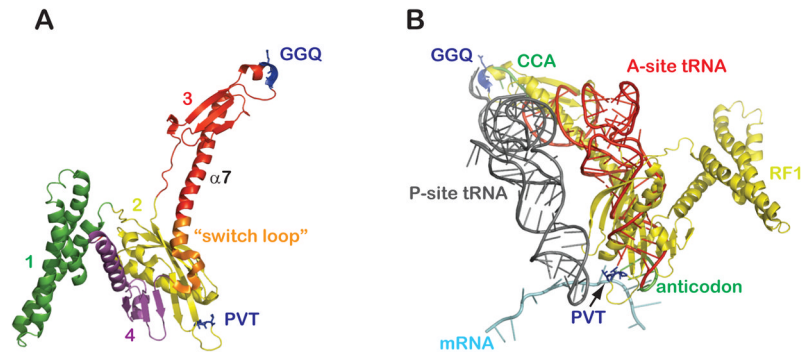 A
GGQ
3
α7
2
"switch loop"
1
4
PVT
B
GGQ
CCA
A-site tRNA
P-site tRNA
RF1
anticodon
PVT
mRNA